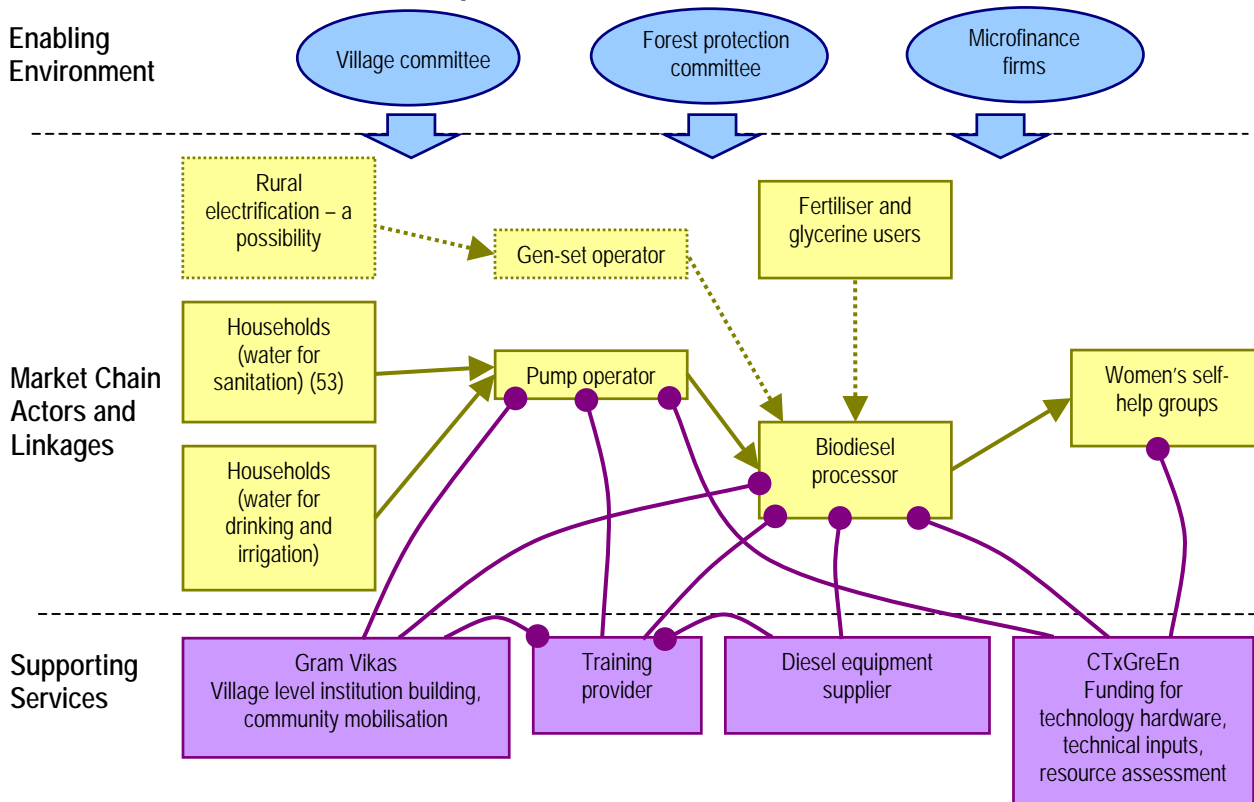 Enabling
Environment
Village committee
Forest protection
committee
Microfinance
firms
Rural
electrification – a
possibility
Gen-set operator
Fertiliser and
glycerine users
Market Chain
Actors and
Linkages
Households
(water for
sanitation) (53)
Pump operator
Women's self-
help groups
Biodiesel
processor
Households
(water for
drinking and
irrigation)
Supporting
Services
Gram Vikas
Village level institution building,
community mobilisation
Training
provider
Diesel equipment
supplier
CTxGreEn
Funding for
technology hardware,
technical inputs,
resource assessment